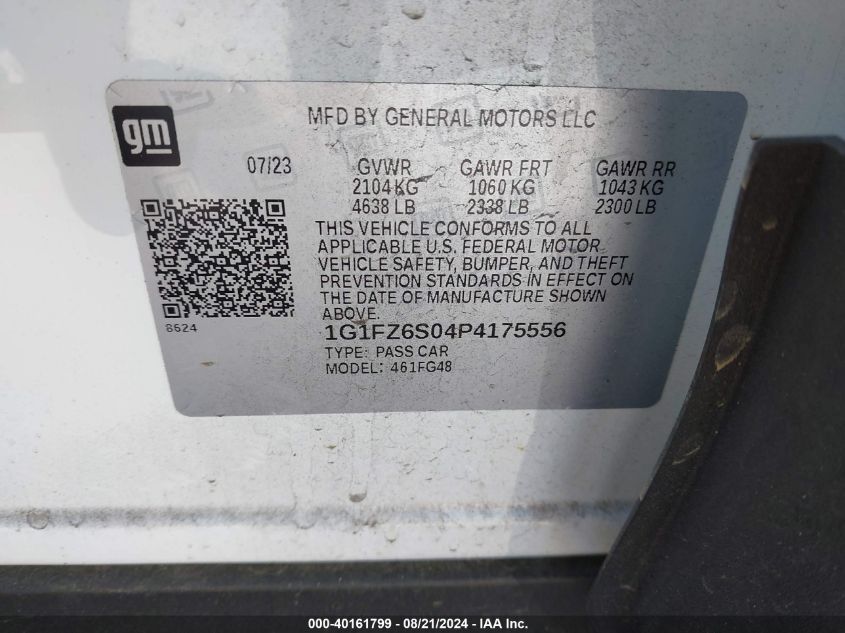 gm
MFD BY GENERAL MOTORS LLC
07/23 GVWR GAWR FRT GAWR RR
2104 KG 1060 KG 1043 KG
4638 LB 2338 LB 2300 LB
THIS VEHICLE CONFORMS TO ALL
APPLICABLE U.S. FEDERAL MOTOR
VEHICLE SAFETY, BUMPER, AND THEFT
PREVENTION STANDARDS IN EFFECT ON
THE DATE OF MANUFACTURE SHOWN
ABOVE.
8624
1G1FZ6S04P4175556
TYPE: PASS CAR
MODEL: 461FG48
000-40161799 - 08/21/2024 - IAA Inc.